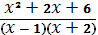 x² + 2x + 6
(x − 1)(x + 2)